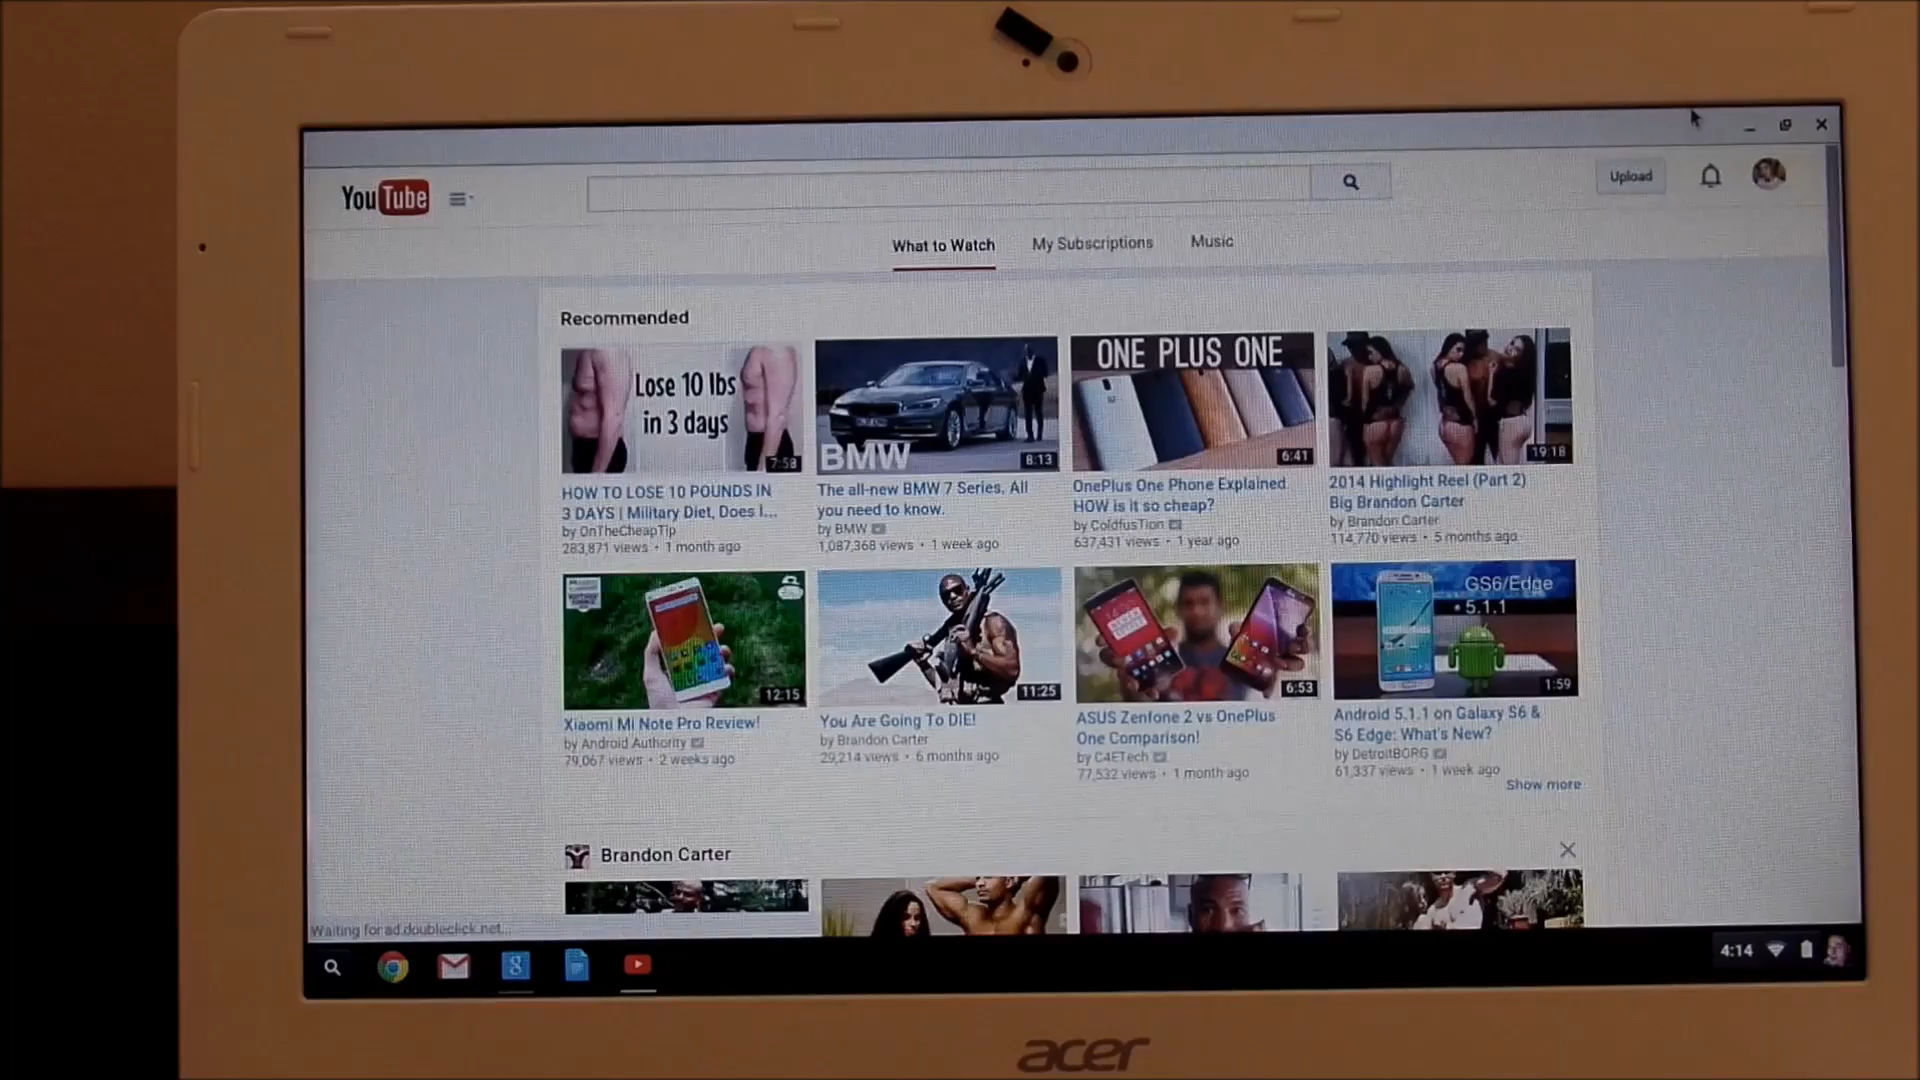 YouTube
Upload
What to Watch
My Subscriptions
Music
Recommended
Lose 10 lbs
in 3 days
7:58
BMW
8:13
ONE PLUS ONE
6:41
19:18
HOW TO LOSE 10 POUNDS IN
3 DAYS | Military Diet, Does I...
by OnTheCheapTip
283,871 views • 1 month ago
The all-new BMW 7 Series. All
you need to know.
by BMW
1,087,368 views • 1 week ago
OnePlus One Phone Explained.
HOW is it so cheap?
by ColdfusTion
637,431 views • 1 year ago
2014 Highlight Reel (Part 2)
Big Brandon Carter
by Brandon Carter
114,770 views • 5 months ago
12:15
11:25
6:53
GS6/Edge
• 5.1.1
1:59
Xiaomi Mi Note Pro Review!
by Android Authority
79,067 views • 2 weeks ago
You Are Going To DIE!
by Brandon Carter
29,214 views • 6 months ago
ASUS Zenfone 2 vs OnePlus
One Comparison!
by C4ETech
77,532 views • 1 month ago
Android 5.1.1 on Galaxy S6 &
S6 Edge: What's New?
by DetroitBORG
61,337 views • 1 week ago
Show more
Brandon Carter
Waiting for ad.doubleclick.net...
8
4:14
acer